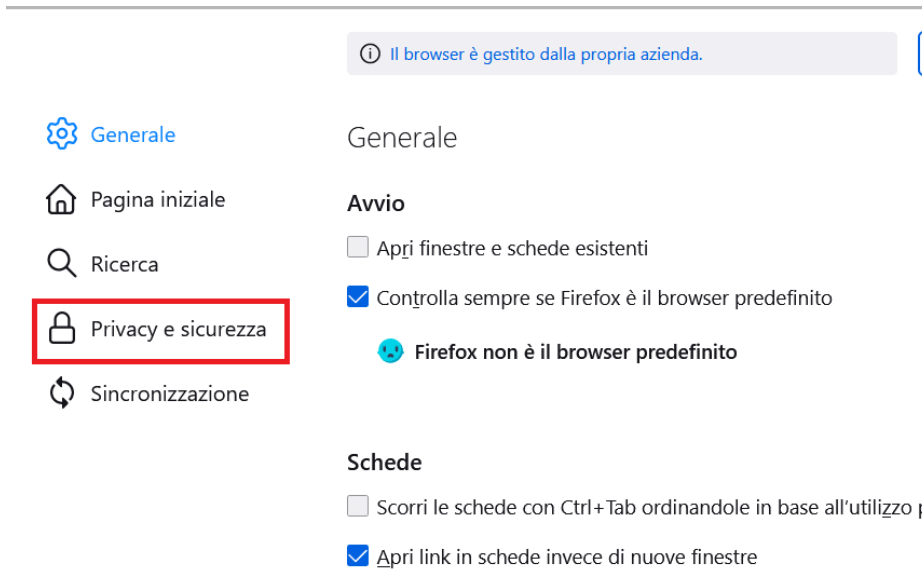 Il browser è gestito dalla propria azienda.
Generale
Pagina iniziale
Ricerca
Privacy e sicurezza
Sincronizzazione
Generale
Avvio
Apri finestre e schede esistenti
Controlla sempre se Firefox è il browser predefinito
Firefox non è il browser predefinito
Schede
Scorri le schede con Ctrl+Tab ordinandole in base all'utilizzo
Apri link in schede invece di nuove finestre